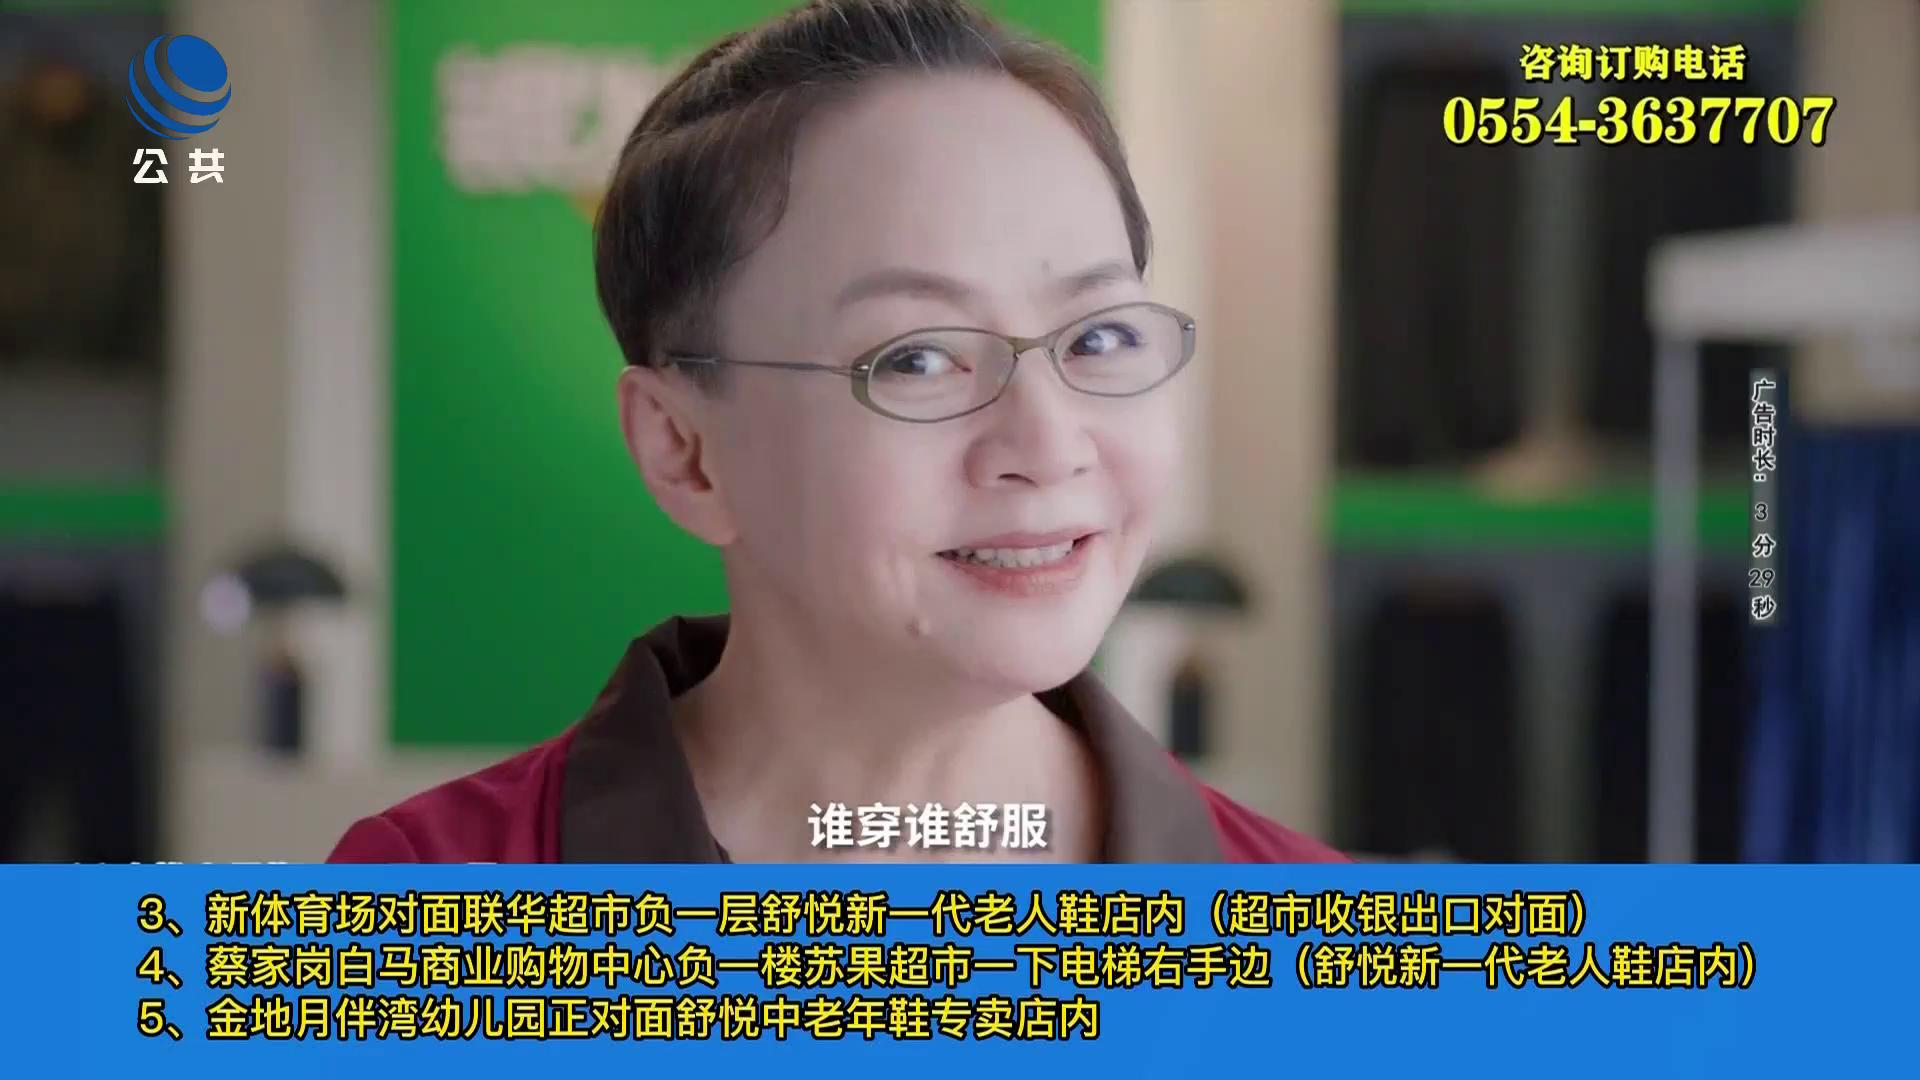 公共
咨询订购电话
0554-3637707
广告时长：3分29秒
谁穿谁舒服
3、新体育场对面联华超市负一层舒悦新一代老人鞋店内（超市收银出口对面）
4、蔡家岗白马商业购物中心负一楼苏果超市一下电梯右手边（舒悦新一代老人鞋店内）
5、金地月伴湾幼儿园正对面舒悦中老年鞋专卖店内